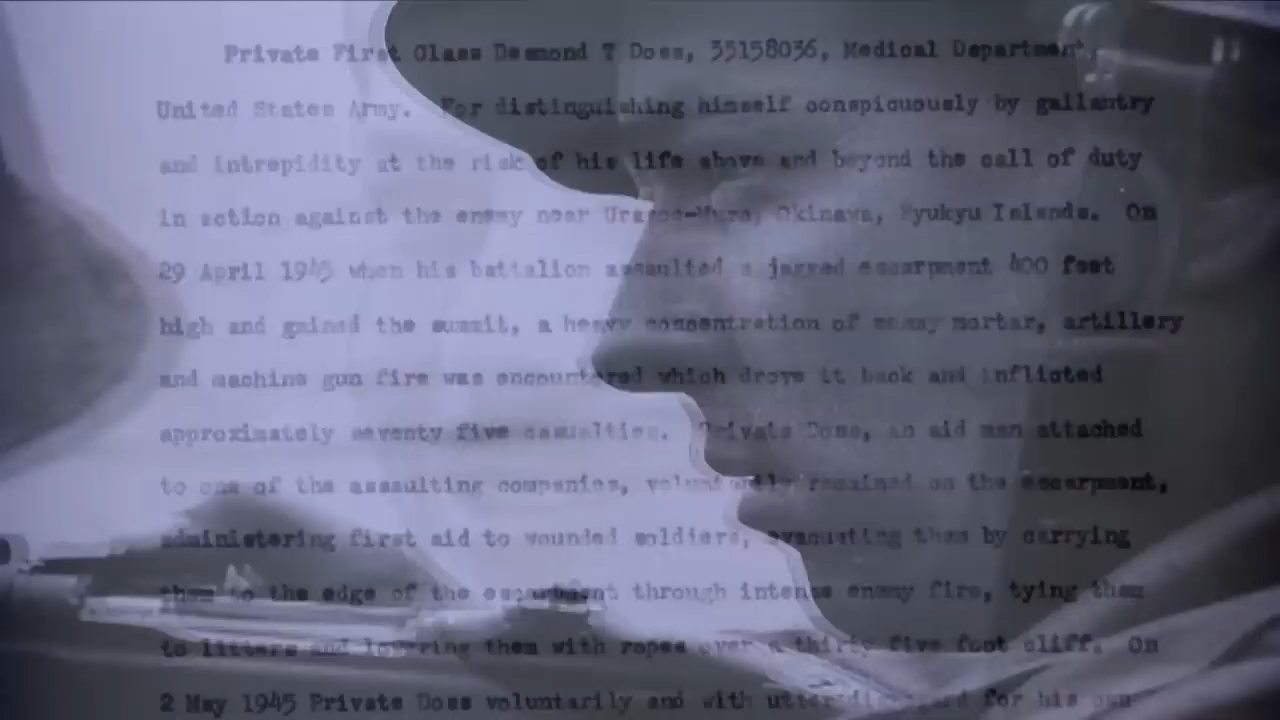 Private First Class Desmond T Doss, 33158036, Medical Department,
United States Army. For distinguishing himself conspicuously by gallantry
and intrepidity at the risk of his life above and beyond the call of duty
in action against the enemy near Urasoe-Mura, Okinawa, Ryukyu Islands. On
29 April 1945 when his battalion assaulted a jagged escarpment 400 feet
high and gained the summit, a heavy concentration of enemy mortar, artillery
and machine gun fire was encountered which drove it back and inflicted
approximately seventy five casualties. Private Doss, an aid man attached
to one of the assaulting companies, voluntarily remained on the escarpment,
administering first aid to wounded soldiers, evacuating them by carrying
them to the edge of the escarpment through intense enemy fire, tying them
to litters and lowering them with ropes over a thirty five foot cliff. On
2 May 1945 Private Doss voluntarily and with utter disregard for his own